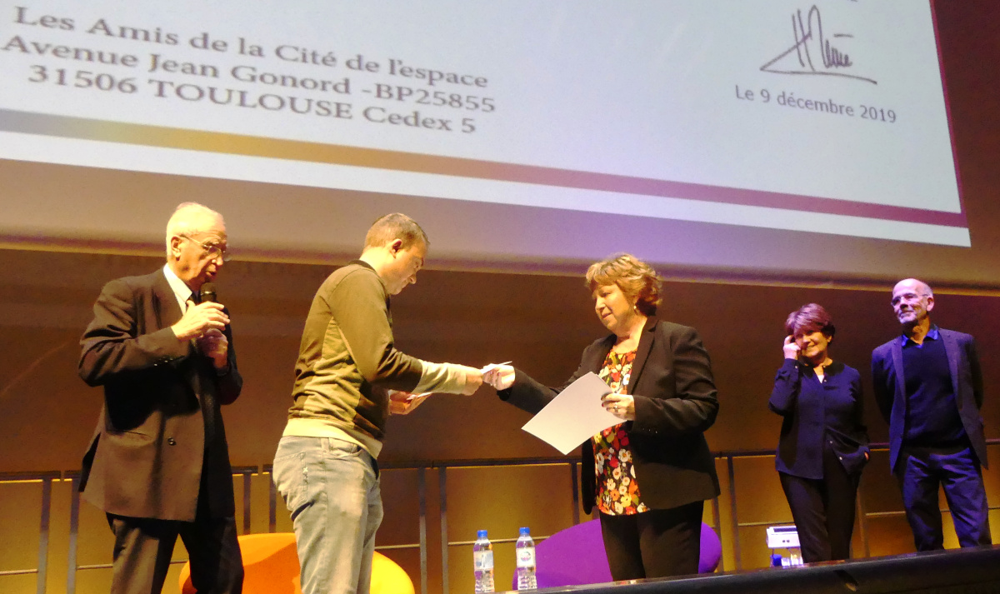 Les Amis de la Cité de l'espace
Avenue Jean Gonord -BP25855
31506 TOULOUSE Cedex 5
Le 9 décembre 2019